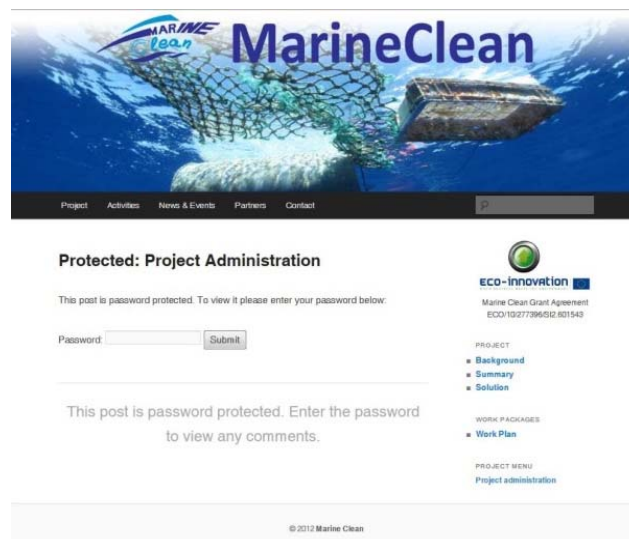 MARINE
Clean
MarineClean
Project Activities News & Events Partners Contact
Protected: Project Administration
This post is password protected. To view it please enter your password below:
Password:
Submit
This post is password protected. Enter the password
to view any comments.
ECO-INNOVATION
Marine Clean Grant Agreement
ECO/10/277396/SI2.601543
PROJECT
Background
Summary
Solution
WORK PACKAGES
Work Plan
PROJECT MENU
Project administration
© 2012 Marine Clean